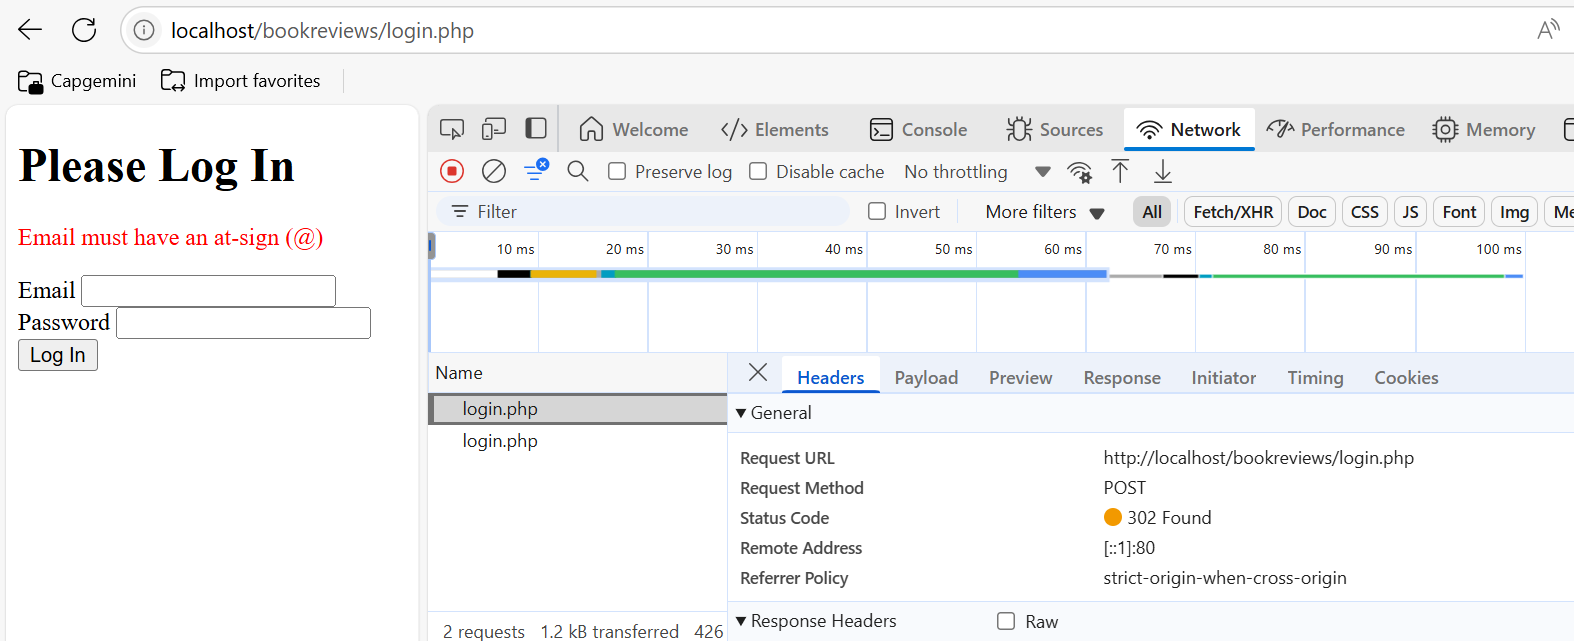 localhost/bookreviews/login.php
Capgemini Import favorites
Please Log In
Email must have an at-sign (@)
Email
Password
Log In
Welcome Elements Console Sources Network Performance Memory
Preserve log Disable cache No throttling
Filter Invert More filters All Fetch/XHR Doc CSS JS Font Img Me
10 ms 20 ms 30 ms 40 ms 50 ms 60 ms 70 ms 80 ms 90 ms 100 ms
Name
login.php
login.php
2 requests 1.2 kB transferred 426
Headers Payload Preview Response Initiator Timing Cookies
General
Request URL http://localhost/bookreviews/login.php
Request Method POST
Status Code 302 Found
Remote Address [::1]:80
Referrer Policy strict-origin-when-cross-origin
Response Headers Raw